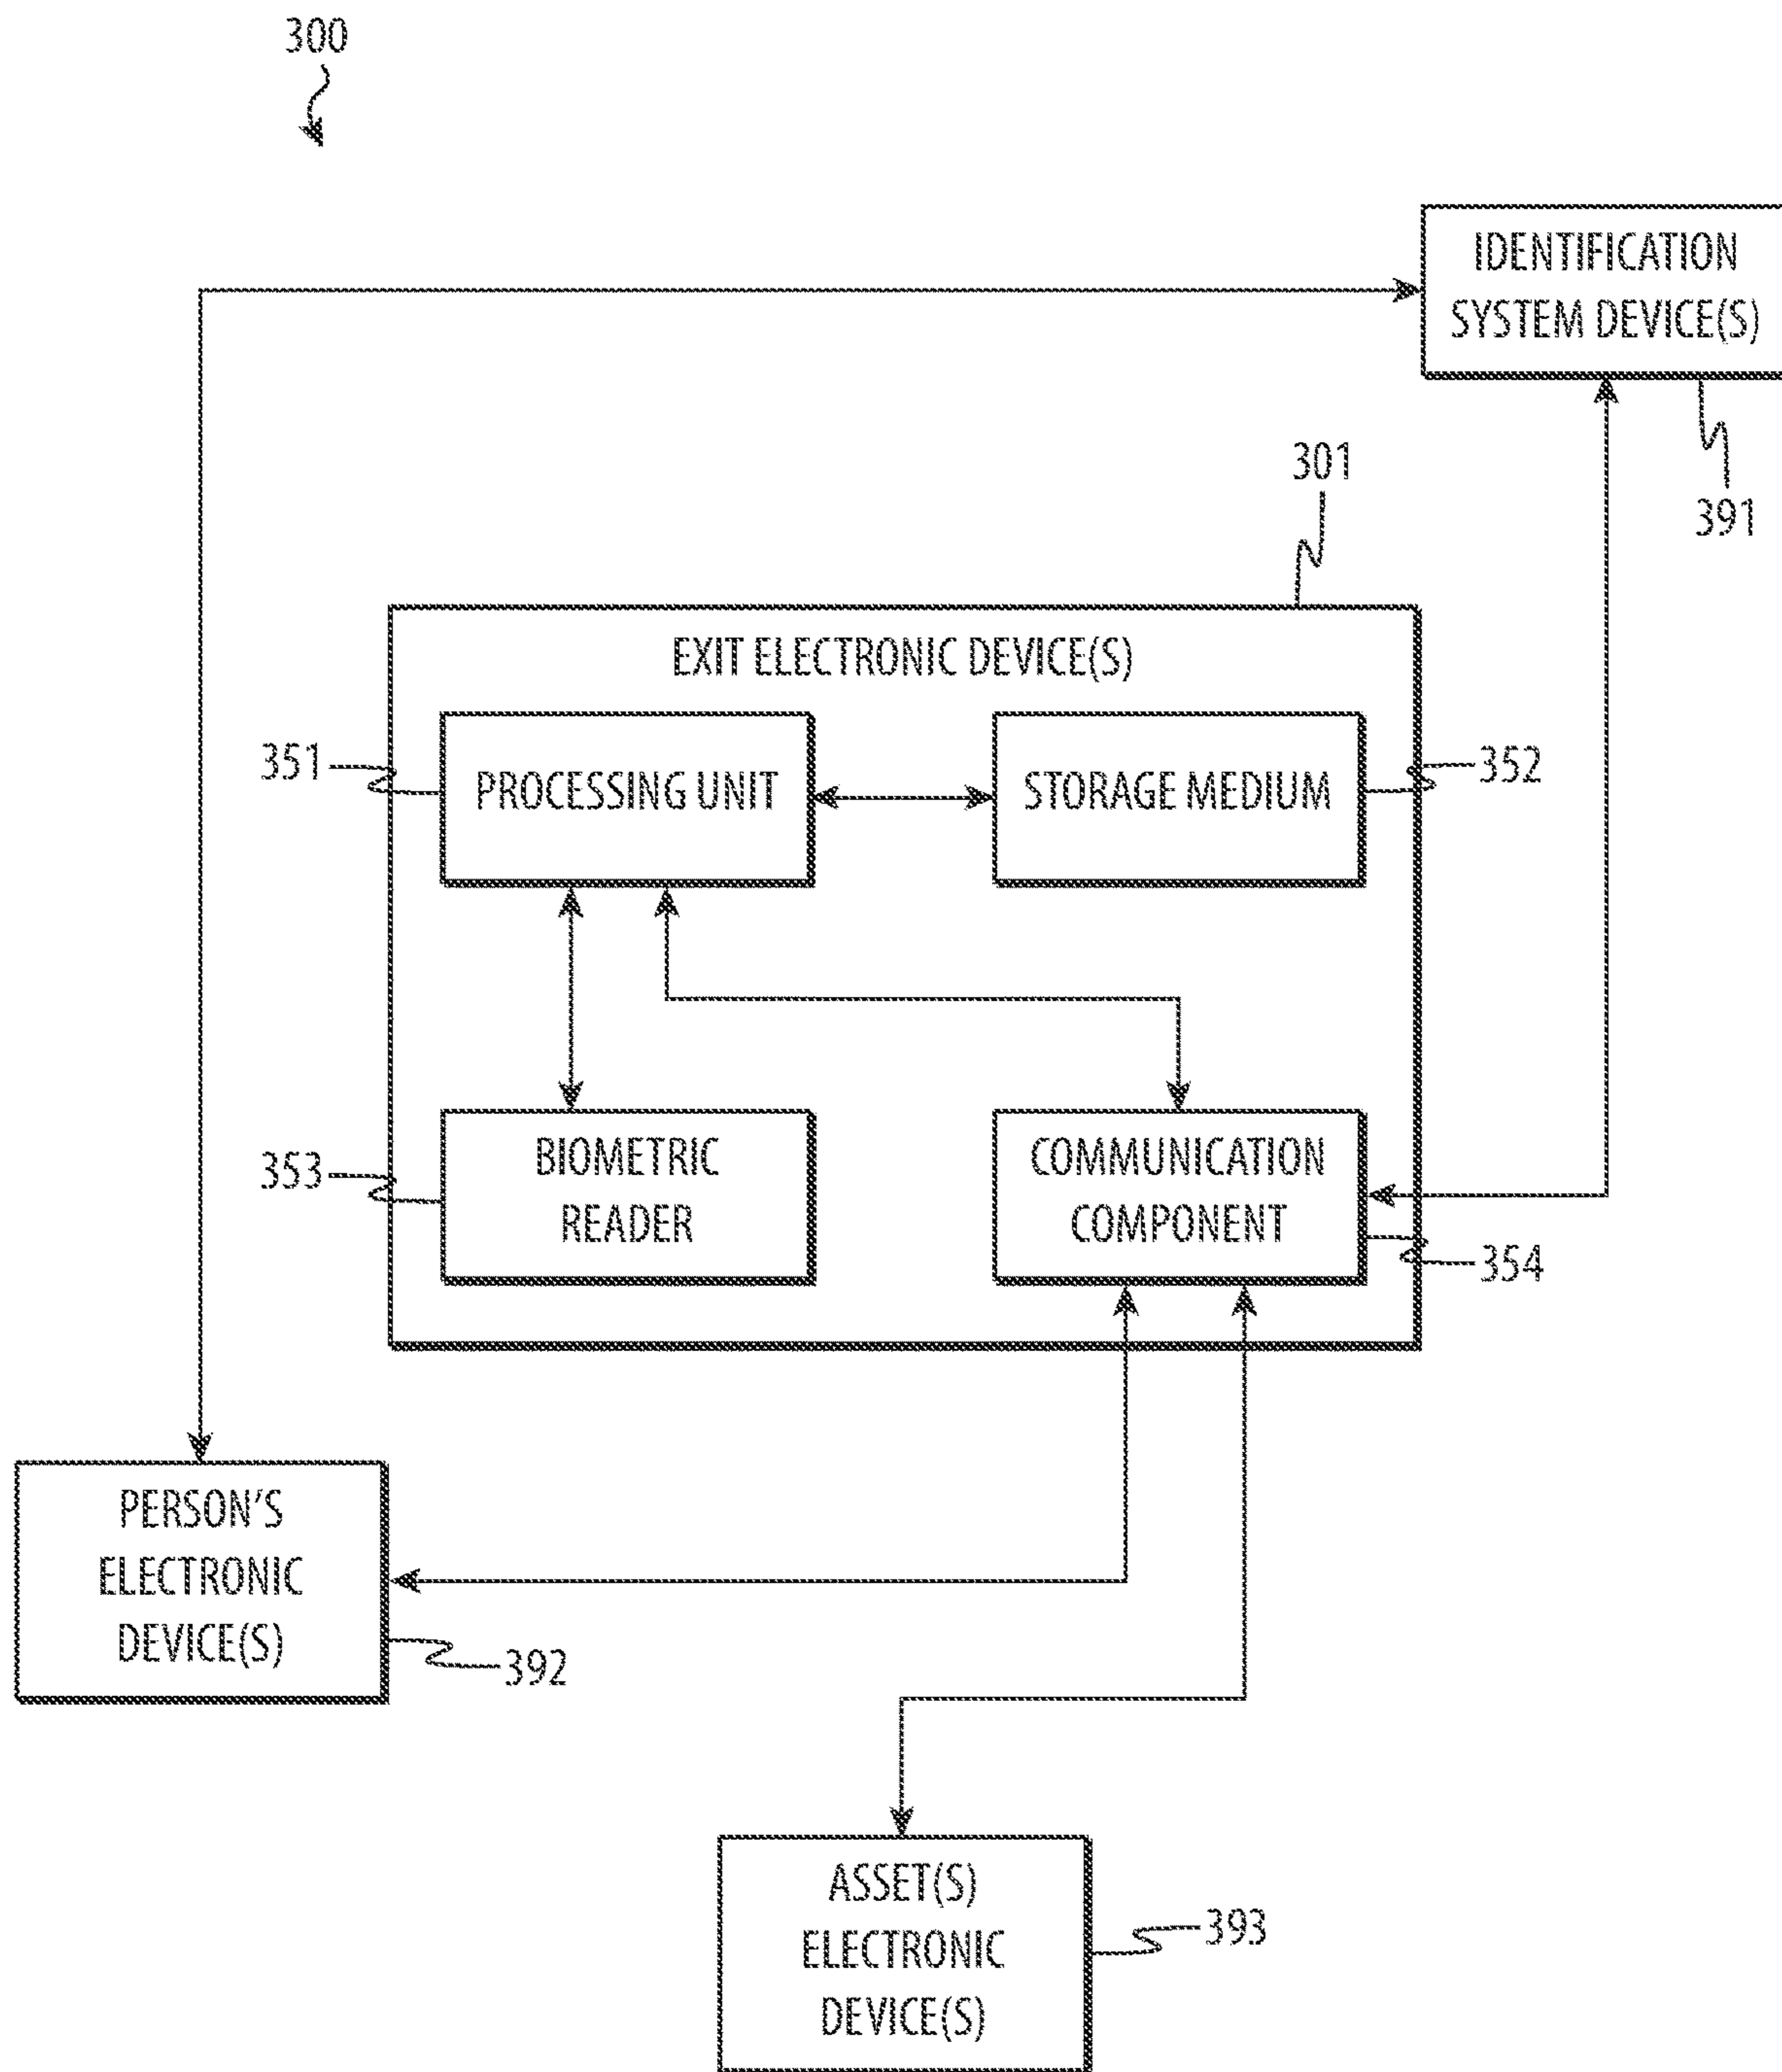 300
IDENTIFICATION
SYSTEM DEVICE(S)
391
301
EXIT ELECTRONIC DEVICE(S)
351
PROCESSING UNIT
STORAGE MEDIUM
352
353
BIOMETRIC
READER
COMMUNICATION
COMPONENT
354
PERSON'S
ELECTRONIC
DEVICE(S)
392
ASSET(S)
ELECTRONIC
DEVICE(S)
393